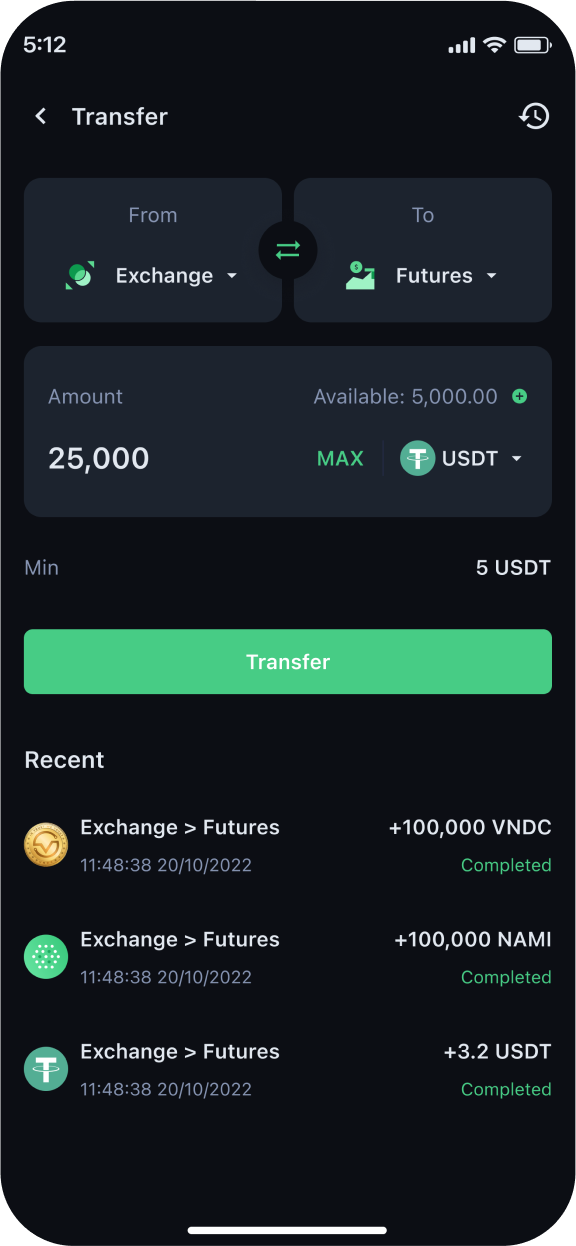 5:12
Transfer
From
To
Exchange
Futures
Amount
Available: 5,000.00
25,000
MAX
USDT
Min
5 USDT
Transfer
Recent
Exchange > Futures
+100,000 VNDC
11:48:38 20/10/2022
Completed
Exchange > Futures
+100,000 NAMI
11:48:38 20/10/2022
Completed
Exchange > Futures
+3.2 USDT
11:48:38 20/10/2022
Completed